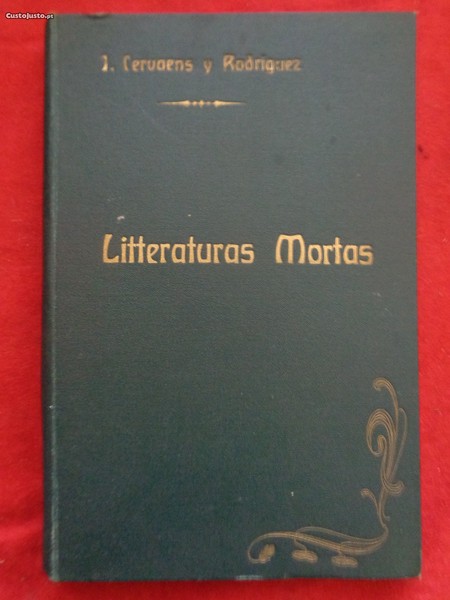 CustoJusto.pt
J. Cervaens y Rodriguez
Litteraturas Mortas